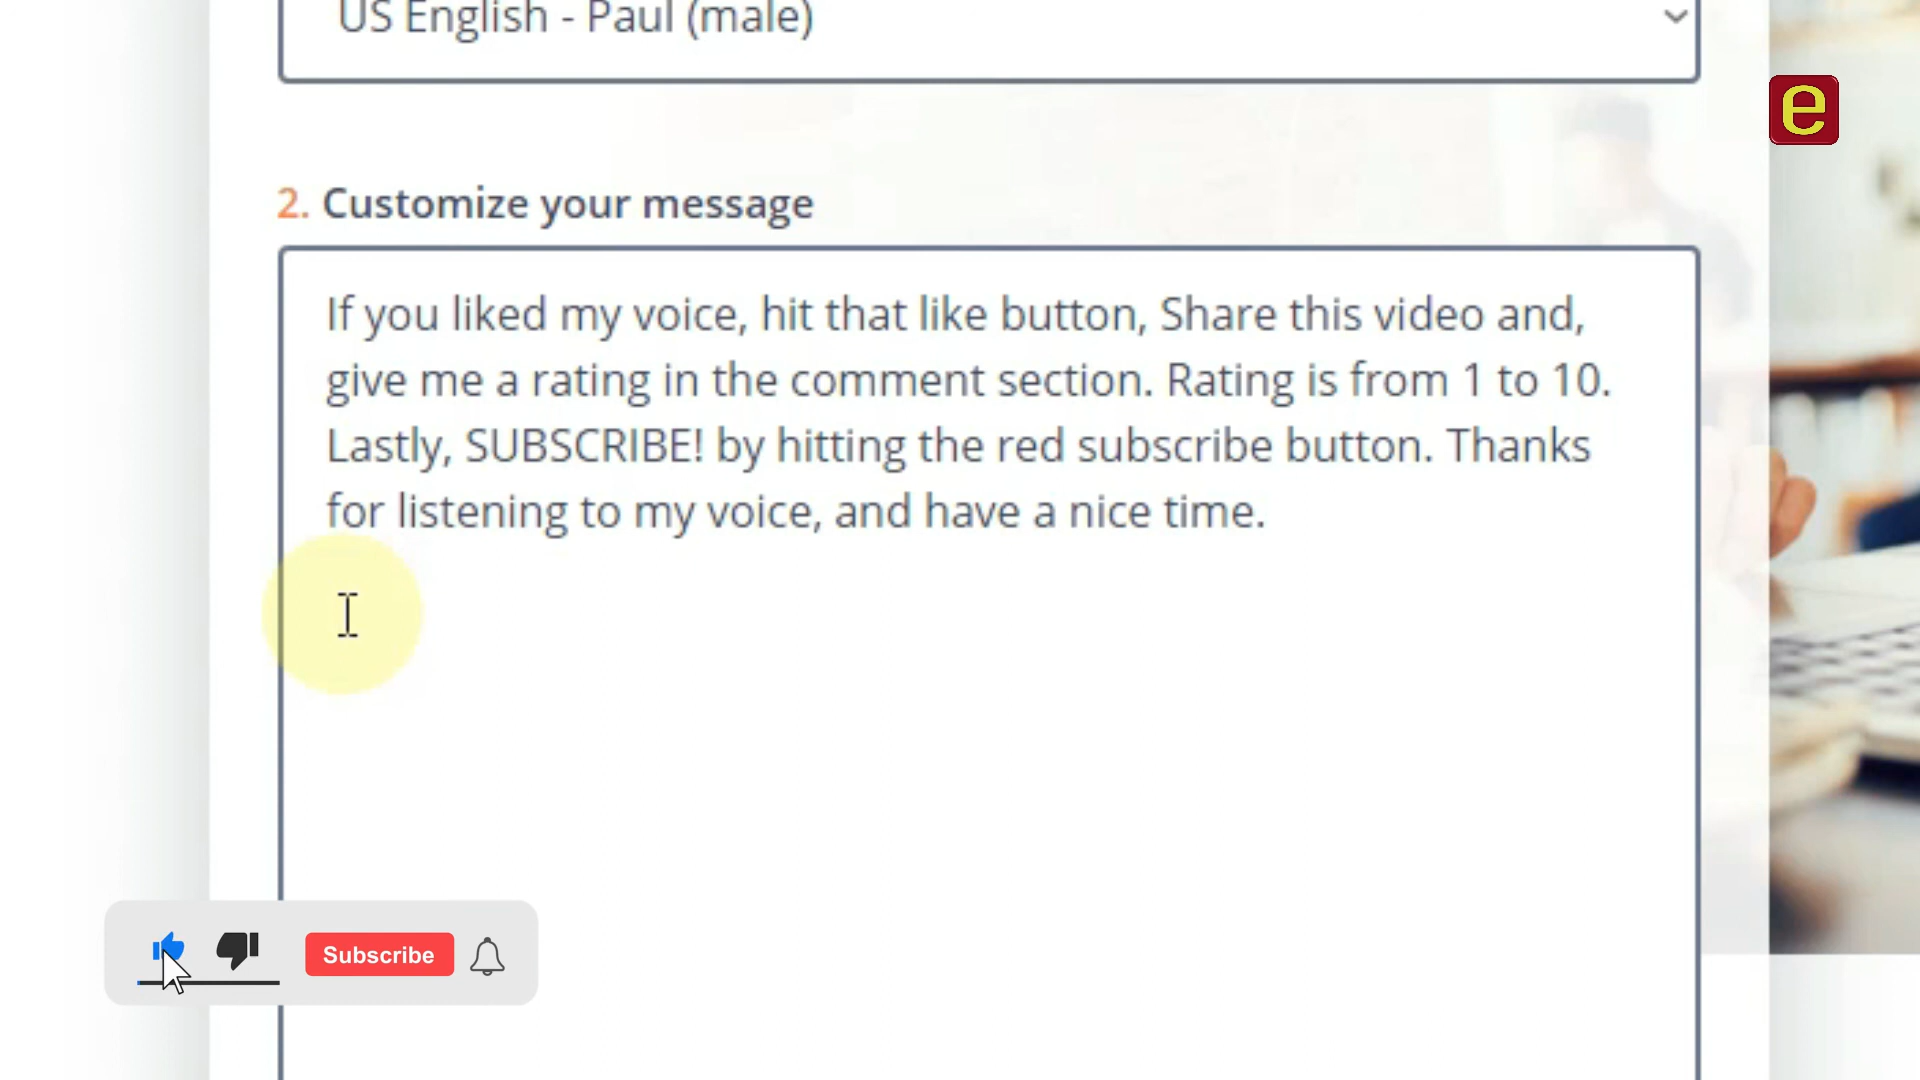 US English - Paul (male)
e
2. Customize your message
If you liked my voice, hit that like button, Share this video and,
give me a rating in the comment section. Rating is from 1 to 10.
Lastly, SUBSCRIBE! by hitting the red subscribe button. Thanks
for listening to my voice, and have a nice time.
Subscribe